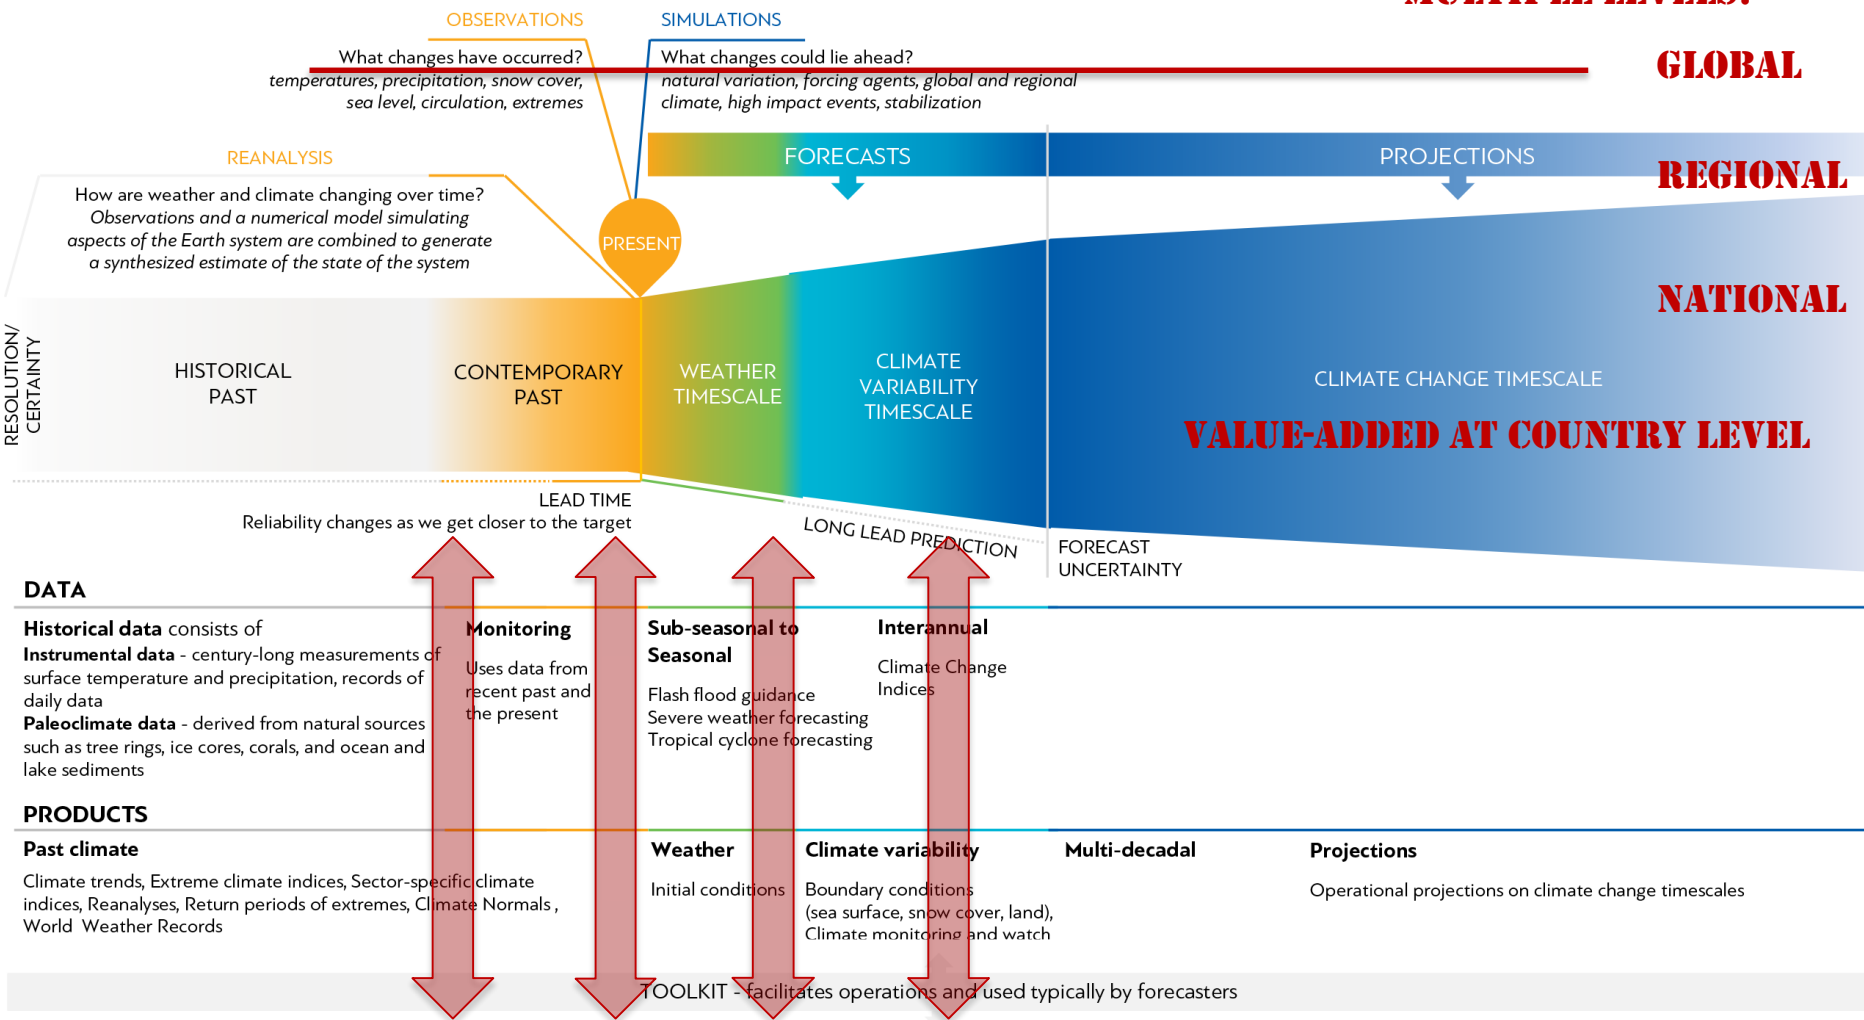 MULTIPLE LEVELS:
OBSERVATIONS
What changes have occurred?
temperatures, precipitation, snow cover,
sea level, circulation, extremes
SIMULATIONS
What changes could lie ahead?
natural variation, forcing agents, global and regional
climate, high impact events, stabilization
GLOBAL
REANALYSIS
How are weather and climate changing over time?
Observations and a numerical model simulating
aspects of the Earth system are combined to generate
a synthesized estimate of the state of the system
PRESENT
FORECASTS
PROJECTIONS
REGIONAL
NATIONAL
RESOLUTION/
CERTAINTY
HISTORICAL
PAST
CONTEMPORARY
PAST
WEATHER
TIMESCALE
CLIMATE
VARIABILITY
TIMESCALE
CLIMATE CHANGE TIMESCALE
VALUE-ADDED AT COUNTRY LEVEL
LEAD TIME
Reliability changes as we get closer to the target
LONG LEAD PREDICTION
FORECAST
UNCERTAINTY
DATA
Historical data consists of
Instrumental data - century-long measurements of
surface temperature and precipitation, records of
daily data
Paleoclimate data - derived from natural sources
such as tree rings, ice cores, corals, and ocean and
lake sediments
Monitoring
Uses data from
recent past and
the present
Sub-seasonal to
Seasonal
Flash flood guidance
Severe weather forecasting
Tropical cyclone forecasting
Interannual
Climate Change
Indices
PRODUCTS
Past climate
Climate trends, Extreme climate indices, Sector-specific climate
indices, Reanalyses, Return periods of extremes, Climate Normals ,
World Weather Records
Weather
Initial conditions
Climate variability
Boundary conditions
(sea surface, snow cover, land),
Climate monitoring and watch
Multi-decadal
Projections
Operational projections on climate change timescales
TOOLKIT - facilitates operations and used typically by forecasters